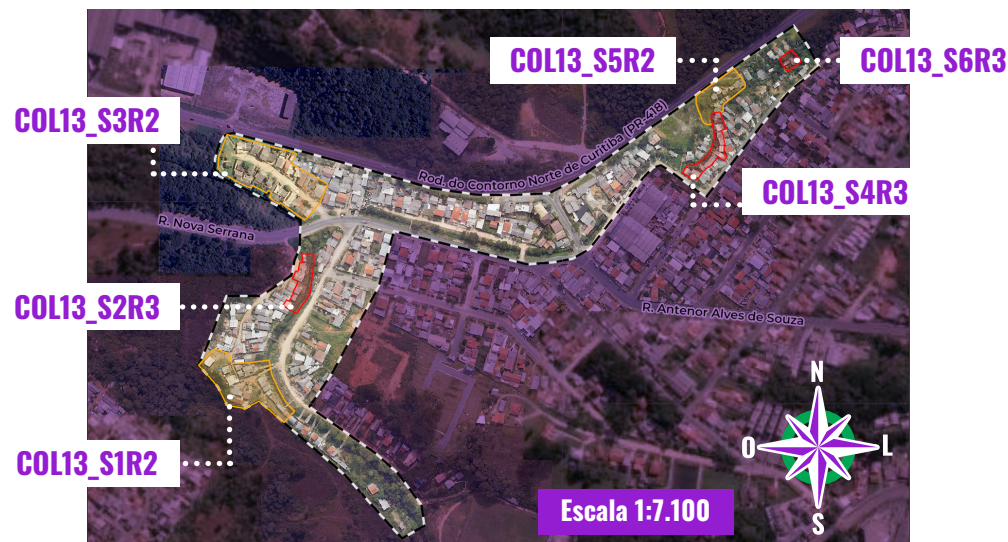 COL13_S5R2
COL13_S6R3
COL13_S3R2
Rod. do Contorno Norte de Curitiba (PR-418)
COL13_S4R3
R. Nova Serrana
COL13_S2R3
R. Antenor Alves de Souza
N
O
L
S
COL13_S1R2
Escala 1:7.100